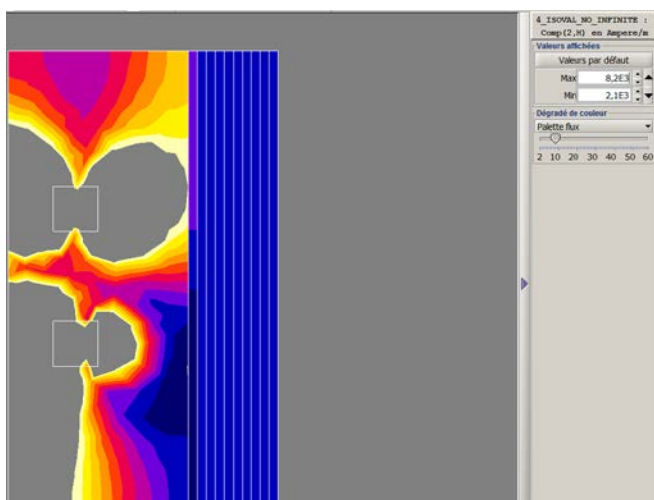 4_ISOVAL_NO_INFINITE :
Comp(2,H) en Ampere/m
Valeurs affichées
Valeurs par défaut
Max 8,2E3
Min 2,1E3
Dégradé de couleur
Palette flux
2 10 20 30 40 50 60